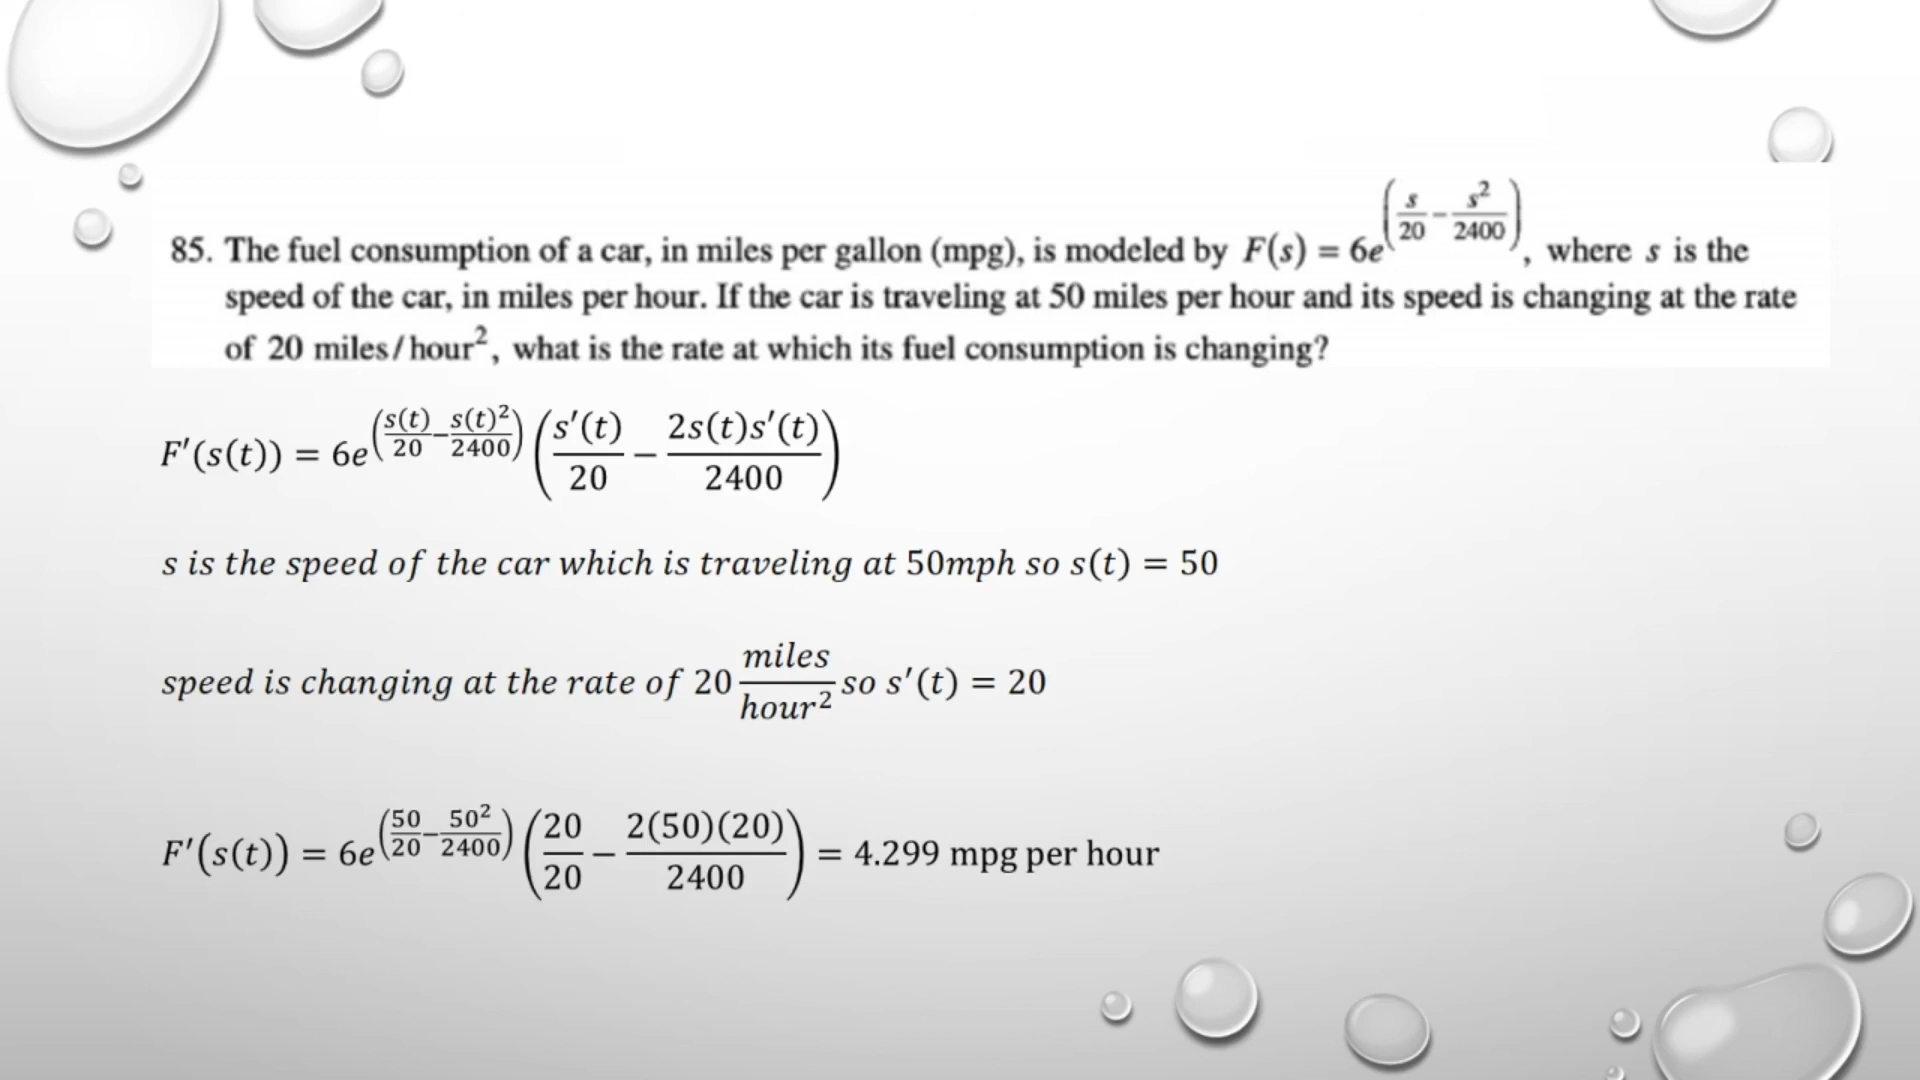 85. The fuel consumption of a car, in miles per gallon (mpg), is modeled by F(s) = 6e^(s/20 − s²/2400), where s is the
speed of the car, in miles per hour. If the car is traveling at 50 miles per hour and its speed is changing at the rate
of 20 miles/hour², what is the rate at which its fuel consumption is changing?
F′(s(t)) = 6e^(s(t)/20 − s(t)²/2400) (s′(t)/20 − 2s(t)s′(t)/2400)
s is the speed of the car which is traveling at 50mph so s(t) = 50
speed is changing at the rate of 20 miles/hour² so s′(t) = 20
F′(s(t)) = 6e^(50/20 − 50²/2400) (20/20 − 2(50)(20)/2400) = 4.299 mpg per hour